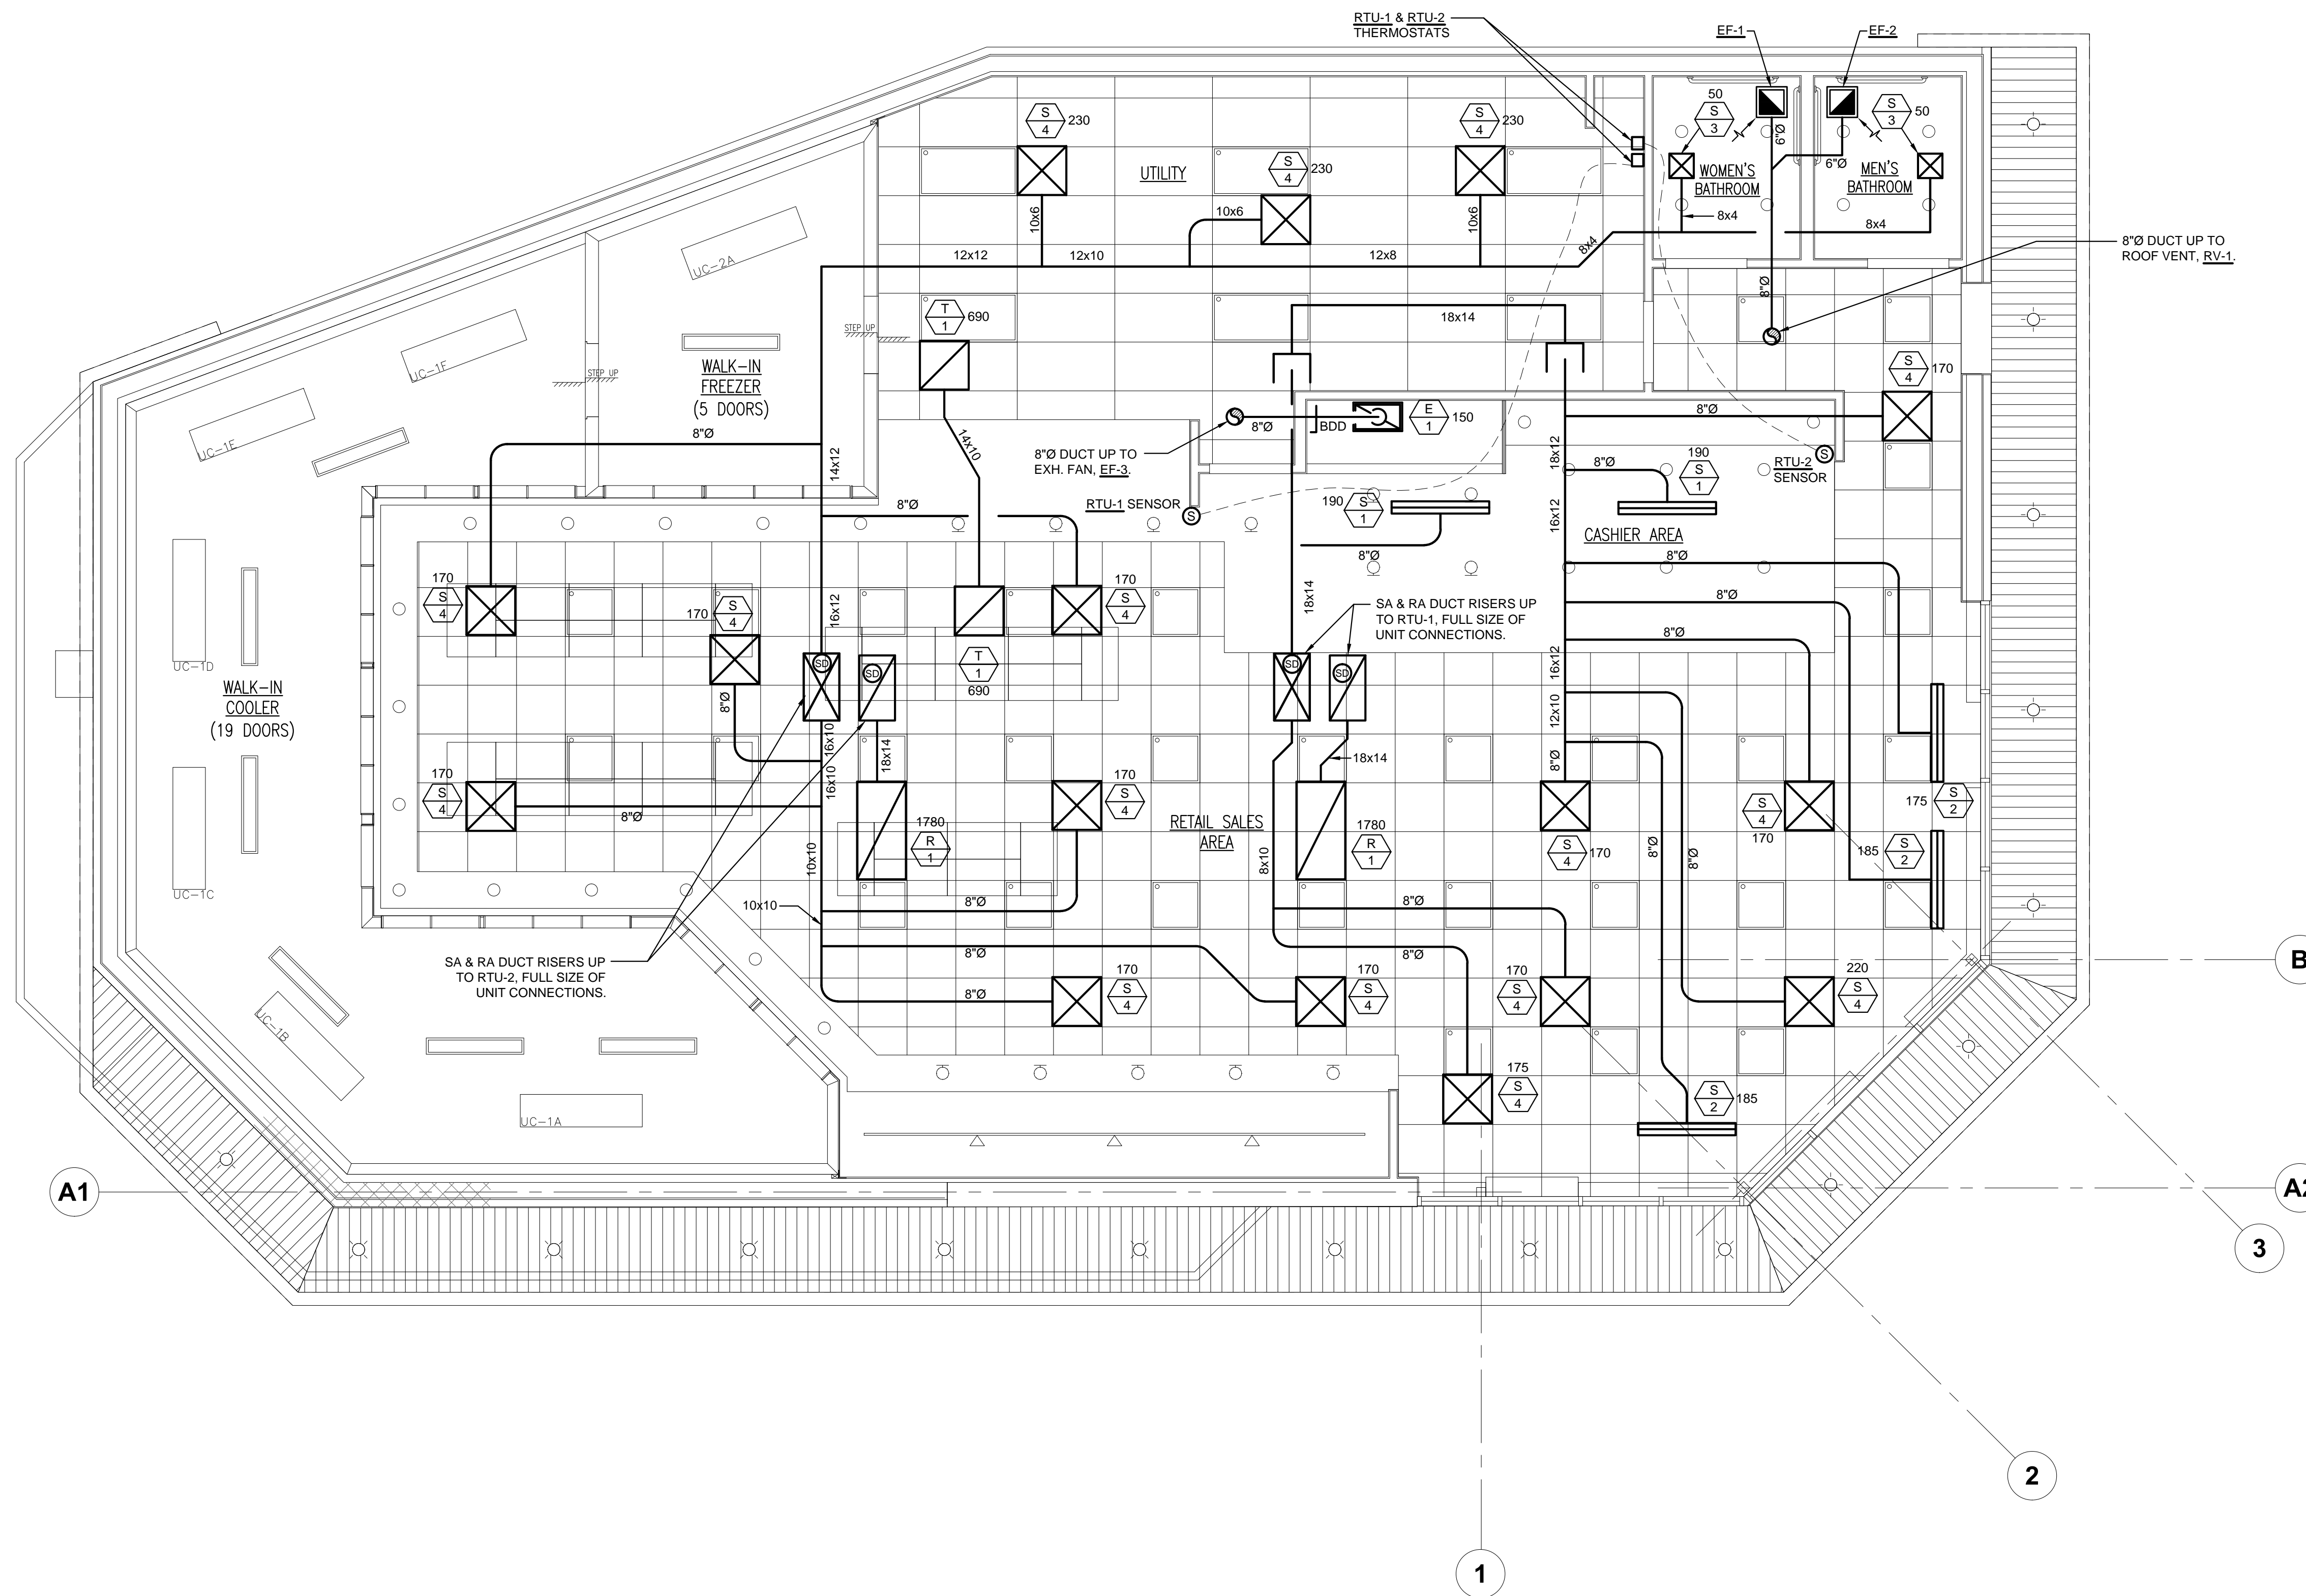 RTU-1 & RTU-2
THERMOSTATS
EF-1
EF-2
S
4
230
S
4
230
S
4
230
50
S
3
S
3
50
6"Ø
6"Ø
UTILITY
WOMEN'S
BATHROOM
MEN'S
BATHROOM
10x6
10x6
10x6
8x4
8x4
8x4
12x12
12x10
12x8
8"Ø
8"Ø DUCT UP TO
ROOF VENT, RV-1.
UC-2A
UC-1F
UC-1E
STEP UP
STEP UP
WALK-IN
FREEZER
(5 DOORS)
T
1
690
18x14
S
4
170
8"Ø
8"Ø
BDD
E
1
150
8"Ø
14x10
14x12
8"Ø DUCT UP TO
EXH. FAN, EF-3.
18x12
8"Ø
190
S
1
RTU-2
SENSOR
RTU-1 SENSOR
S
S
190
S
1
8"Ø
16x12
CASHIER AREA
8"Ø
8"Ø
170
S
4
170
S
4
16x12
170
S
4
18x14
SA & RA DUCT RISERS UP
TO RTU-1, FULL SIZE OF
UNIT CONNECTIONS.
8"Ø
8"Ø
UC-1D
WALK-IN
COOLER
(19 DOORS)
SD
SD
T
1
690
SD
SD
16x12
8"Ø
16x10
18x14
18x14
12x10
8"Ø
170
S
4
8"Ø
16x10
170
S
4
175
S
2
S
4
170
1780
R
1
RETAIL SALES
AREA
1780
R
1
S
4
170
185
S
2
10x10
8x10
8"Ø
8"Ø
UC-1C
10x10
8"Ø
8"Ø
8"Ø
8"Ø
SA & RA DUCT RISERS UP
TO RTU-2, FULL SIZE OF
UNIT CONNECTIONS.
8"Ø
170
S
4
170
S
4
170
S
4
220
S
4
B
UC-1B
175
S
4
S
2
185
UC-1A
A1
A2
3
2
1